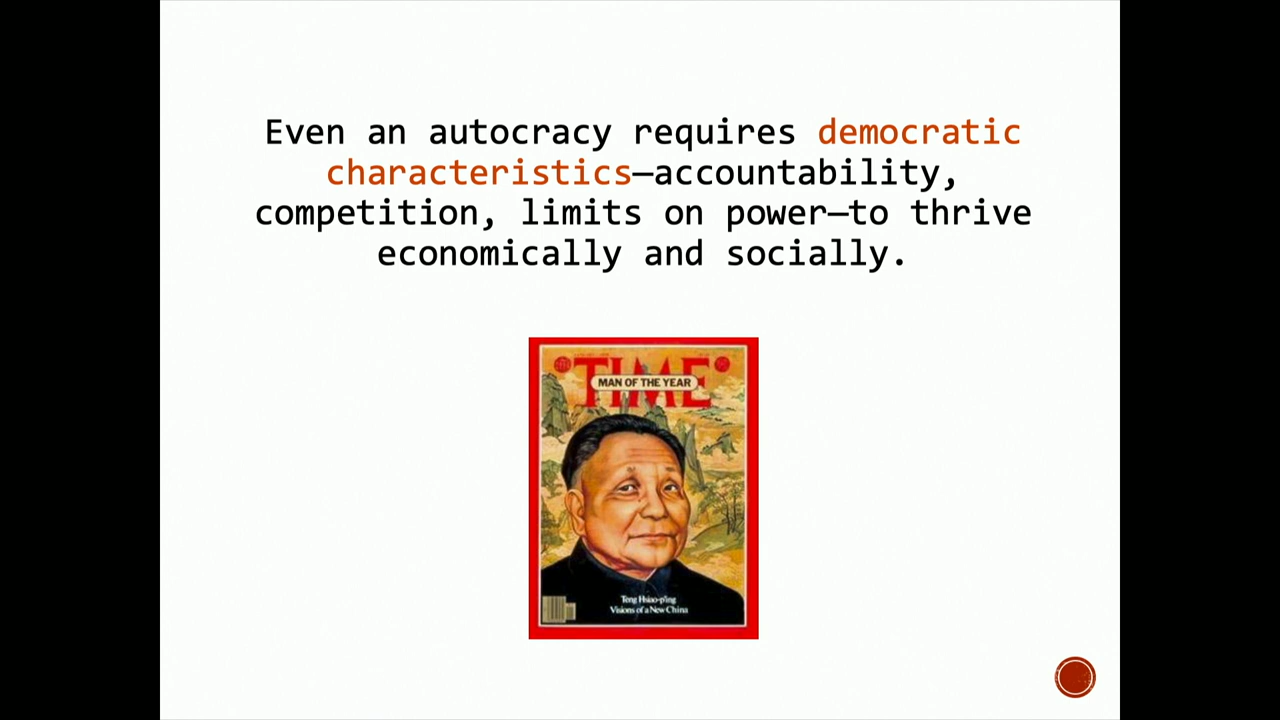 Even an autocracy requires democratic
characteristics—accountability,
competition, limits on power—to thrive
economically and socially.
TIME
MAN OF THE YEAR
Teng Hsiao-p'ing
Visions of a New China